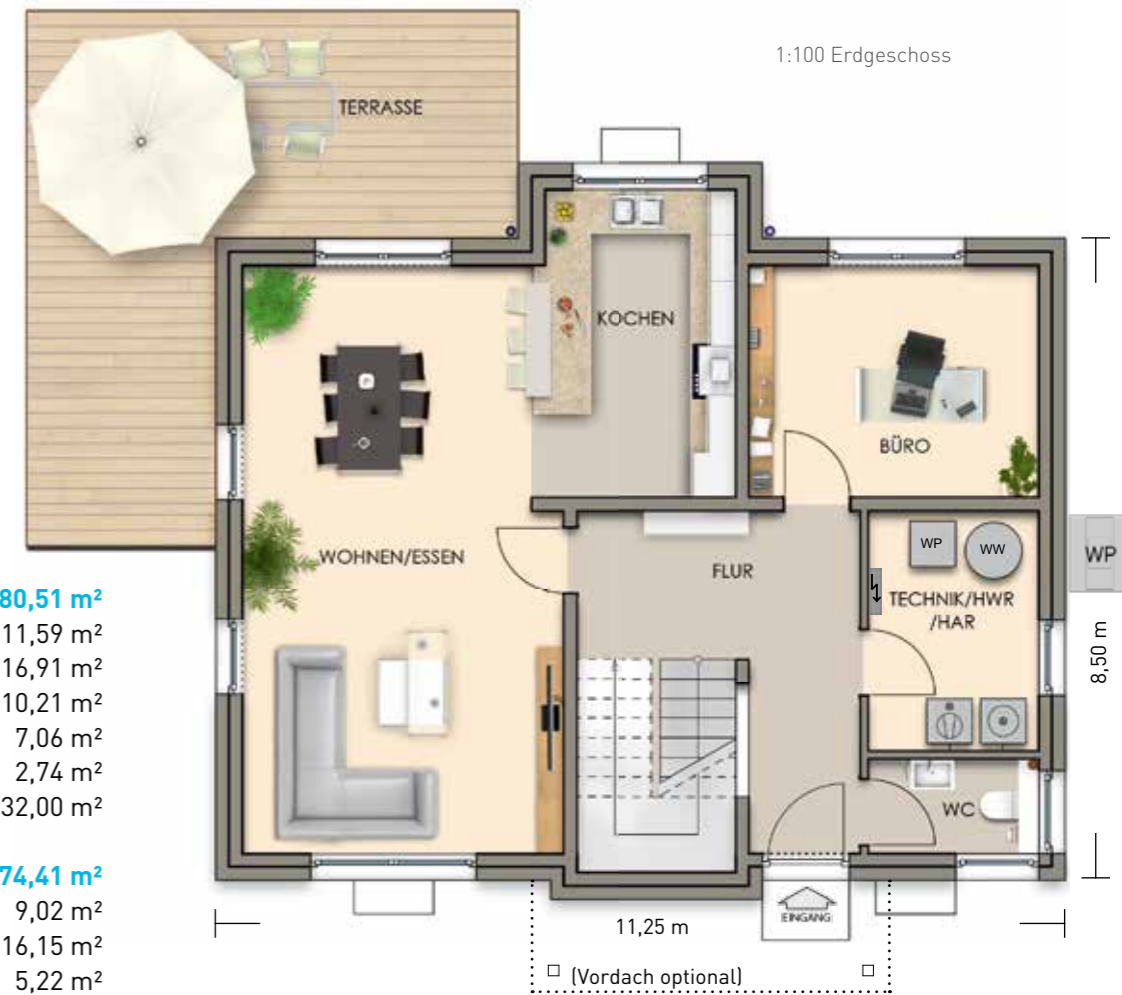 1:100 Erdgeschoss
TERRASSE
KOCHEN
BÜRO
WOHNEN/ESSEN
FLUR
WP
WW
WP
TECHNIK/HWR
/HAR
8,50 m
WC
EINGANG
11,25 m
(Vordach optional)
80,51 m²
11,59 m²
16,91 m²
10,21 m²
7,06 m²
2,74 m²
32,00 m²
74,41 m²
9,02 m²
16,15 m²
5,22 m²